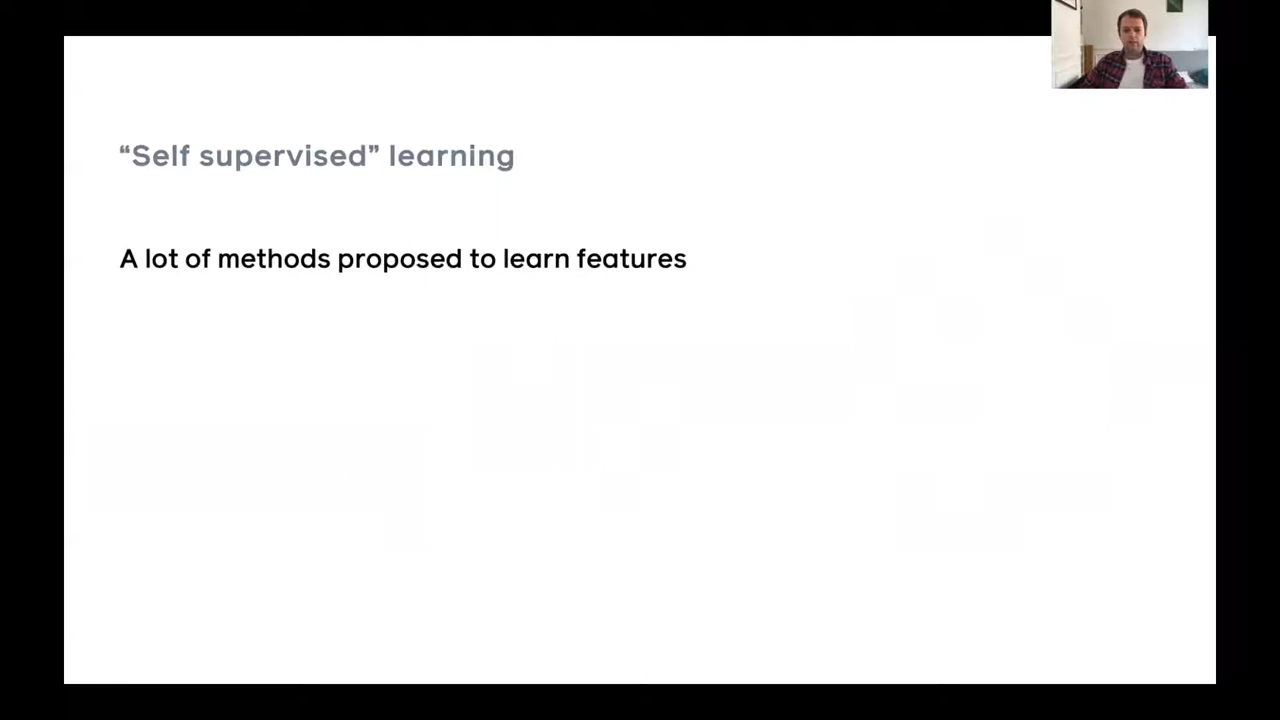 “Self supervised” learning
A lot of methods proposed to learn features